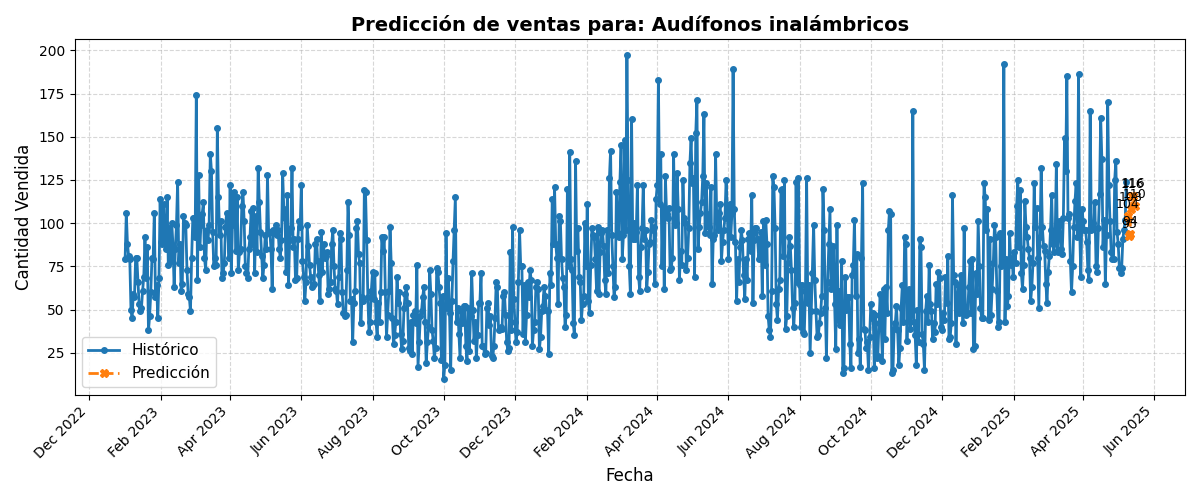 Predicción de ventas para: Audífonos inalámbricos
Cantidad Vendida
200
175
150
125
100
75
50
25
116
110
104
94
Histórico
Predicción
Dec 2022
Feb 2023
Apr 2023
Jun 2023
Aug 2023
Oct 2023
Dec 2023
Feb 2024
Apr 2024
Jun 2024
Aug 2024
Oct 2024
Dec 2024
Feb 2025
Apr 2025
Jun 2025
Fecha